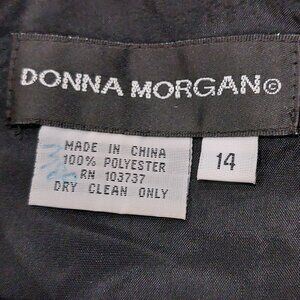 DONNA MORGAN©
MADE IN CHINA
100% POLYESTER
RN 103737
DRY CLEAN ONLY
14